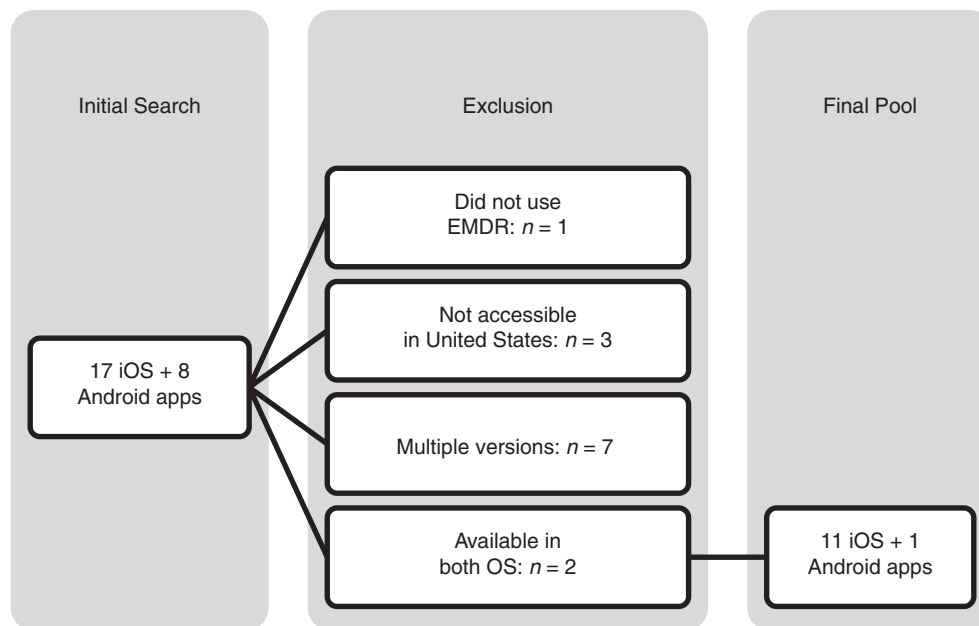 Initial Search
Exclusion
Final Pool
Did not use
EMDR: n = 1
Not accessible
in United States: n = 3
17 iOS + 8
Android apps
Multiple versions: n = 7
Available in
both OS: n = 2
11 iOS + 1
Android apps